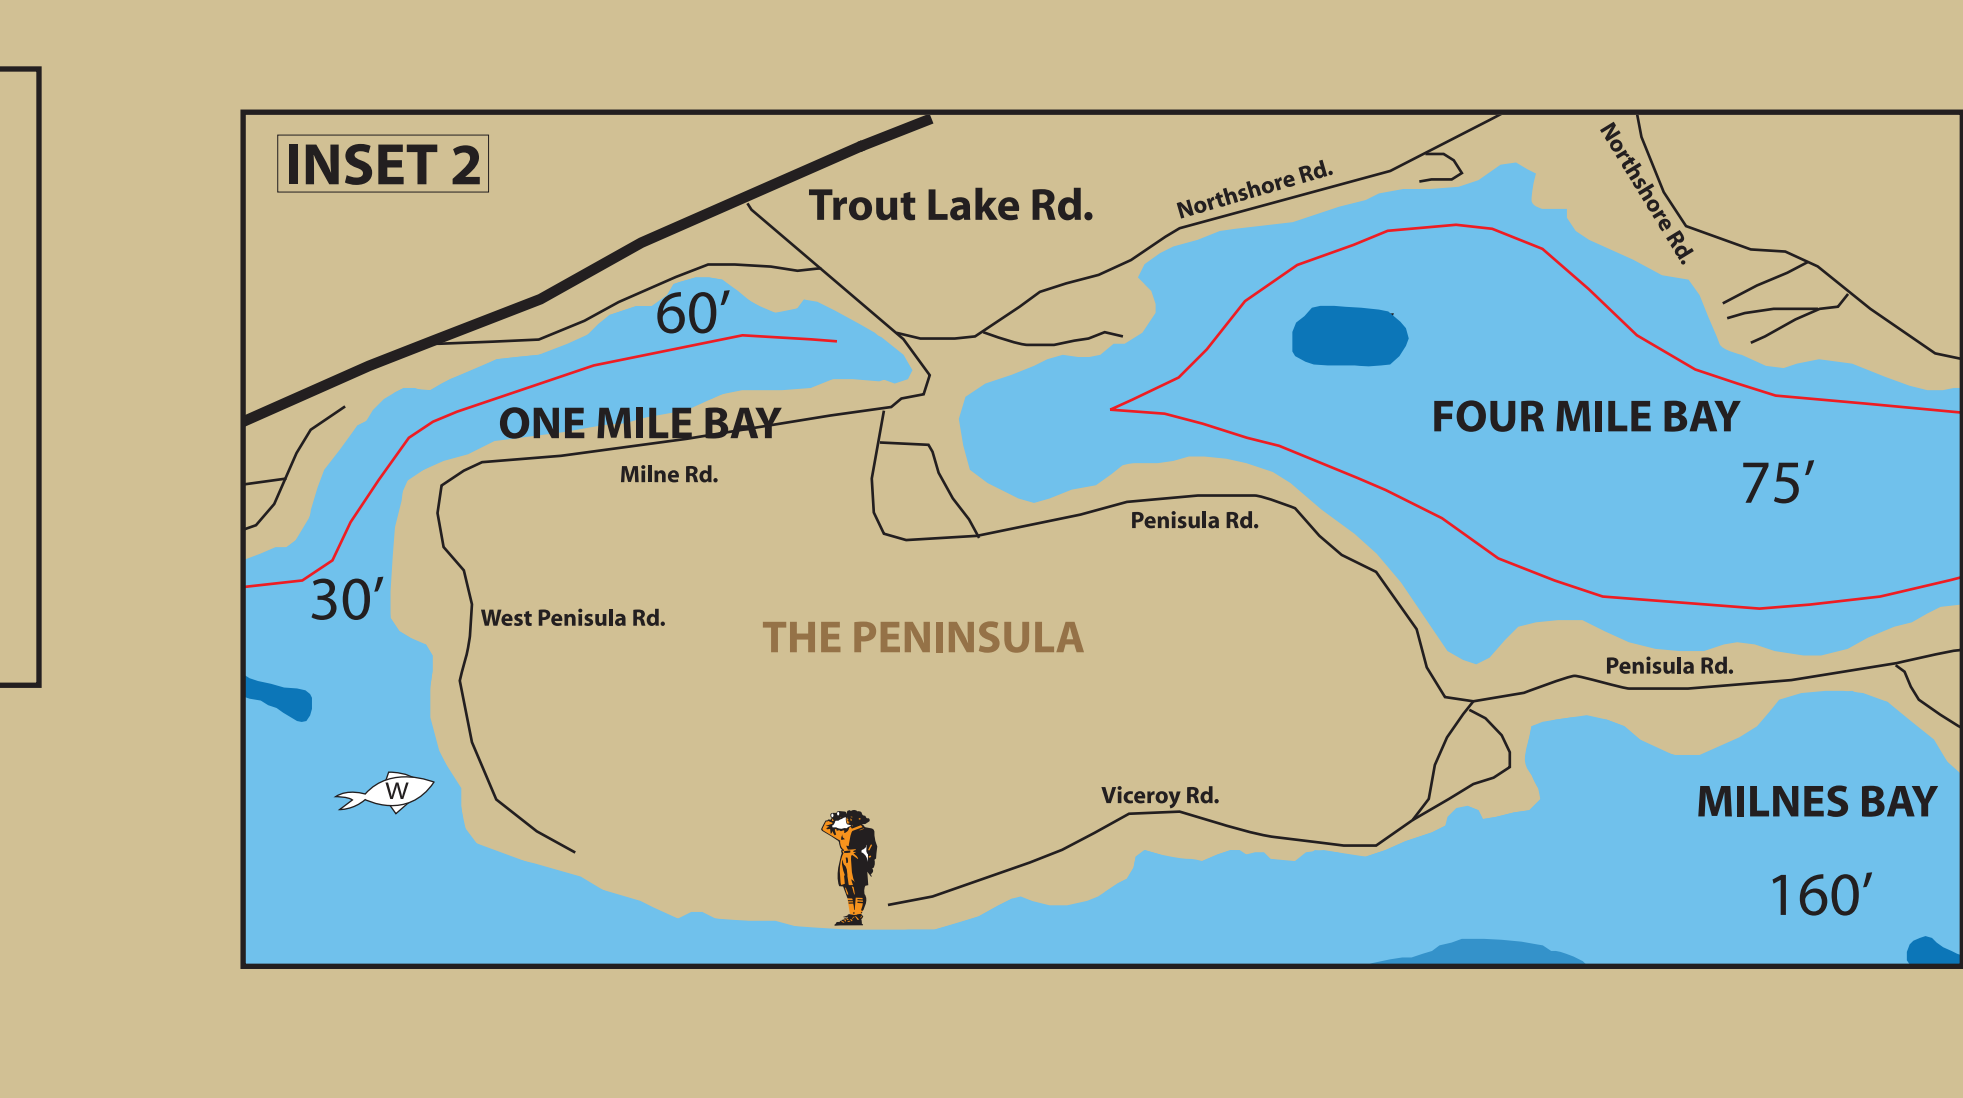 INSET 2
Trout Lake Rd.
Northshore Rd.
Northshore Rd.
60′
ONE MILE BAY
FOUR MILE BAY
Milne Rd.
75′
Penisula Rd.
30′
West Penisula Rd.
THE PENINSULA
Penisula Rd.
W
Viceroy Rd.
MILNES BAY
160′